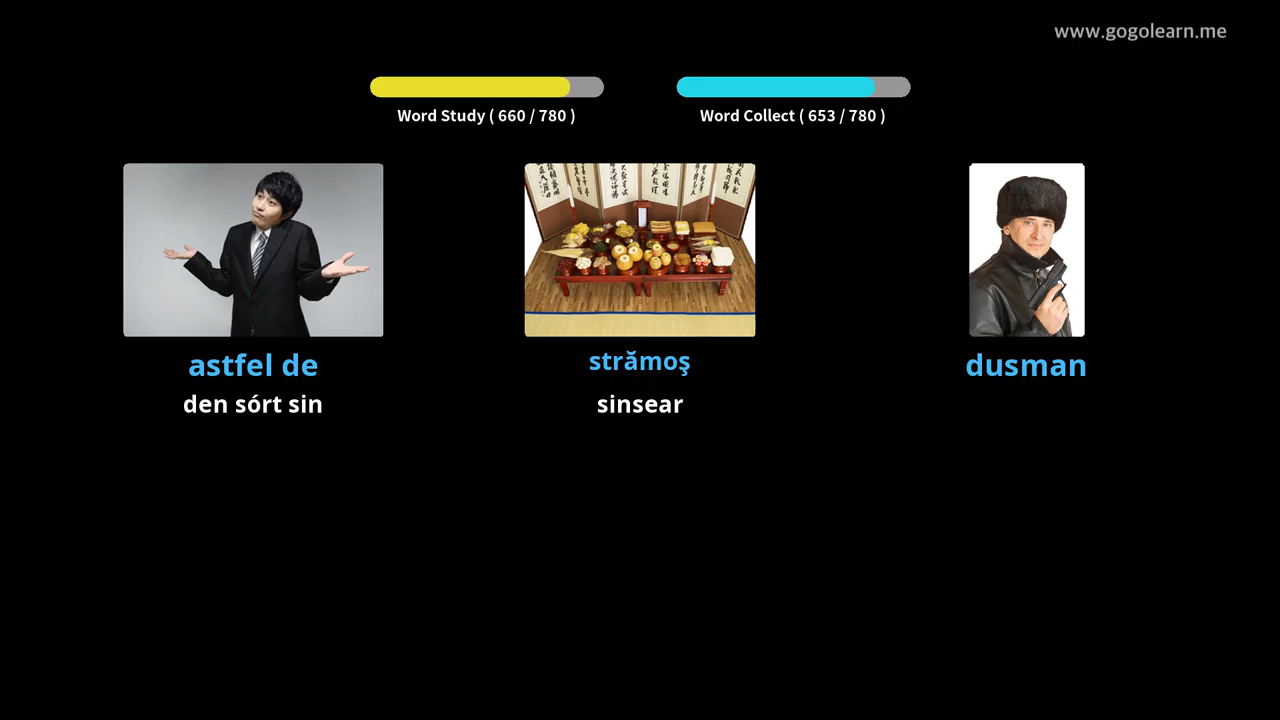 www.gogolearn.me
Word Study ( 660 / 780 )
Word Collect ( 653 / 780 )
astfel de
strămoş
dusman
den sórt sin
sinsear